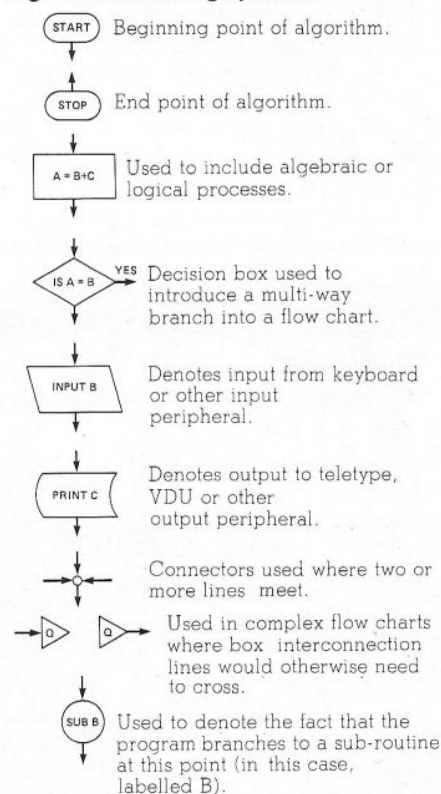 START Beginning point of algorithm.
STOP End point of algorithm.
A = B+C Used to include algebraic or
logical processes.
IS A = B YES Decision box used to
introduce a multi-way
branch into a flow chart.
INPUT B Denotes input from keyboard
or other input
peripheral.
PRINT C Denotes output to teletype,
VDU or other
output peripheral.
Connectors used where two or
more lines meet.
Q Q Used in complex flow charts
where box interconnection
lines would otherwise need
to cross.
SUB B Used to denote the fact that the
program branches to a sub-routine
at this point (in this case,
labelled B).